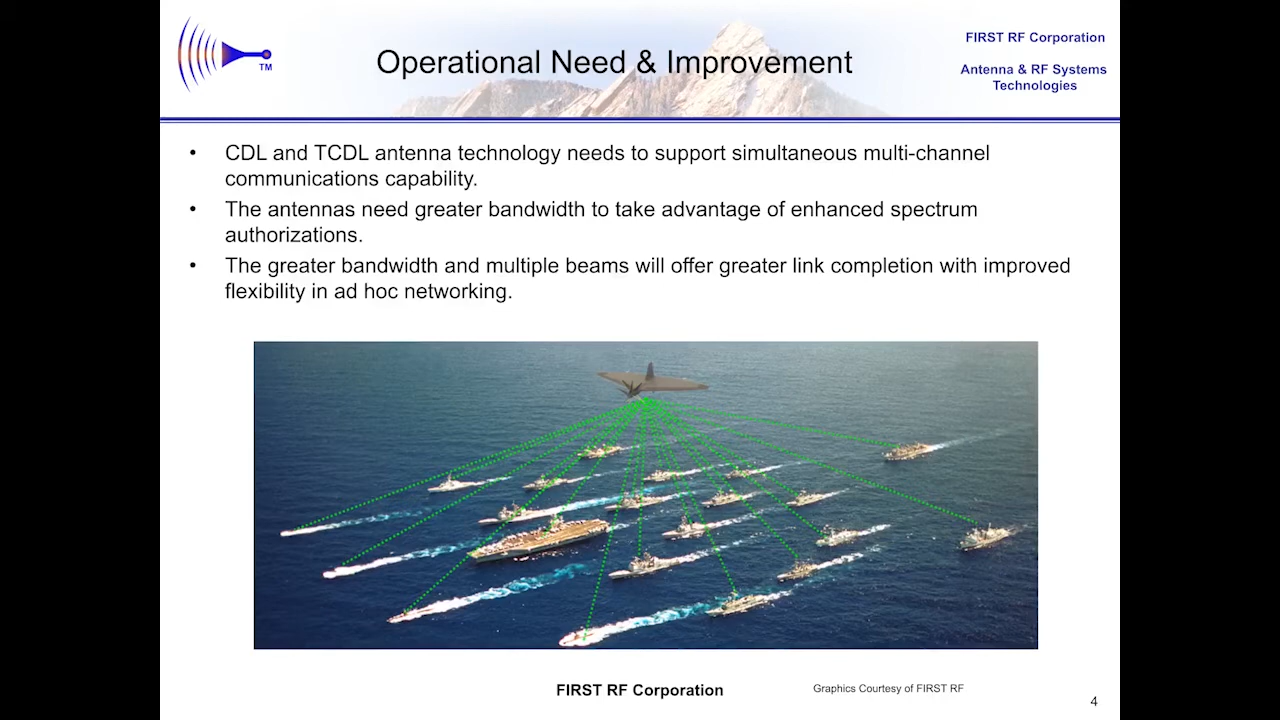 TM
Operational Need & Improvement
FIRST RF Corporation
Antenna & RF Systems
Technologies
• CDL and TCDL antenna technology needs to support simultaneous multi-channel
communications capability.
• The antennas need greater bandwidth to take advantage of enhanced spectrum
authorizations.
• The greater bandwidth and multiple beams will offer greater link completion with improved
flexibility in ad hoc networking.
FIRST RF Corporation
Graphics Courtesy of FIRST RF
4